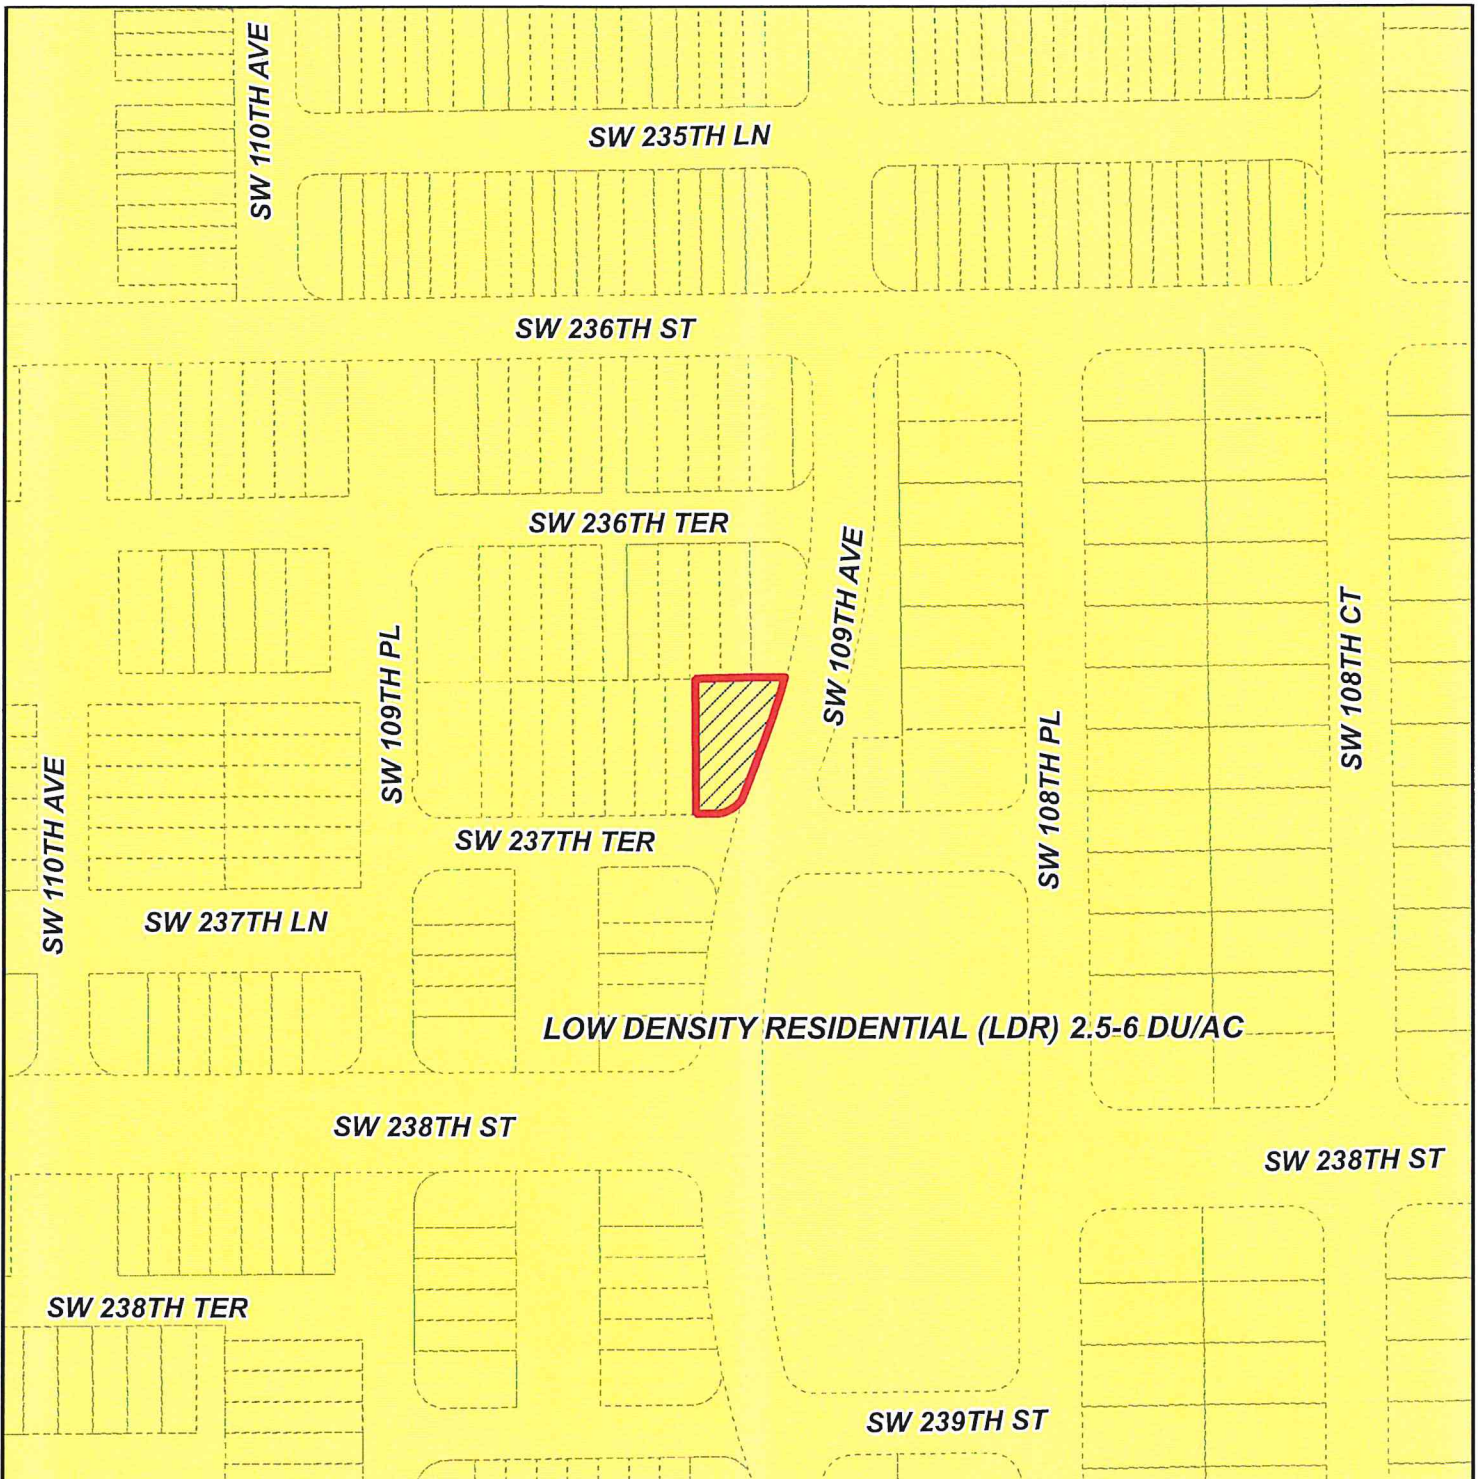 SW 110TH AVE
SW 235TH LN
SW 236TH ST
SW 236TH TER
SW 109TH AVE
SW 108TH CT
SW 109TH PL
SW 108TH PL
SW 110TH AVE
SW 237TH TER
SW 237TH LN
LOW DENSITY RESIDENTIAL (LDR) 2.5-6 DU/AC
SW 238TH ST
SW 238TH ST
SW 238TH TER
SW 239TH ST